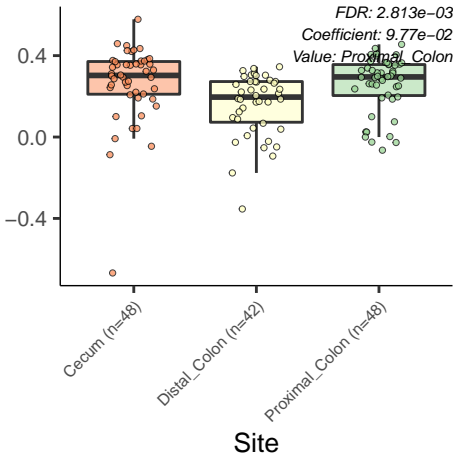 FDR: 2.813e−03
Coefficient: 9.77e−02
Value: Proximal_Colon
0.4
0.0
−0.4
Cecum (n=48)
Distal_Colon (n=42)
Proximal_Colon (n=48)
Site